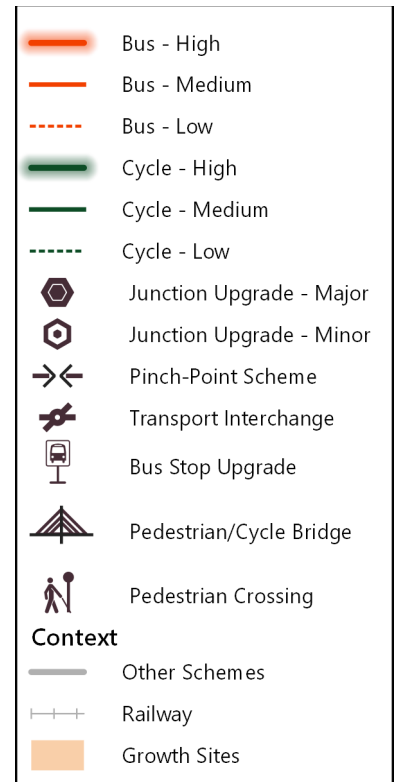 Bus - High
Bus - Medium
Bus - Low
Cycle - High
Cycle - Medium
Cycle - Low
Junction Upgrade - Major
Junction Upgrade - Minor
Pinch-Point Scheme
Transport Interchange
Bus Stop Upgrade
Pedestrian/Cycle Bridge
Pedestrian Crossing
Context
Other Schemes
Railway
Growth Sites